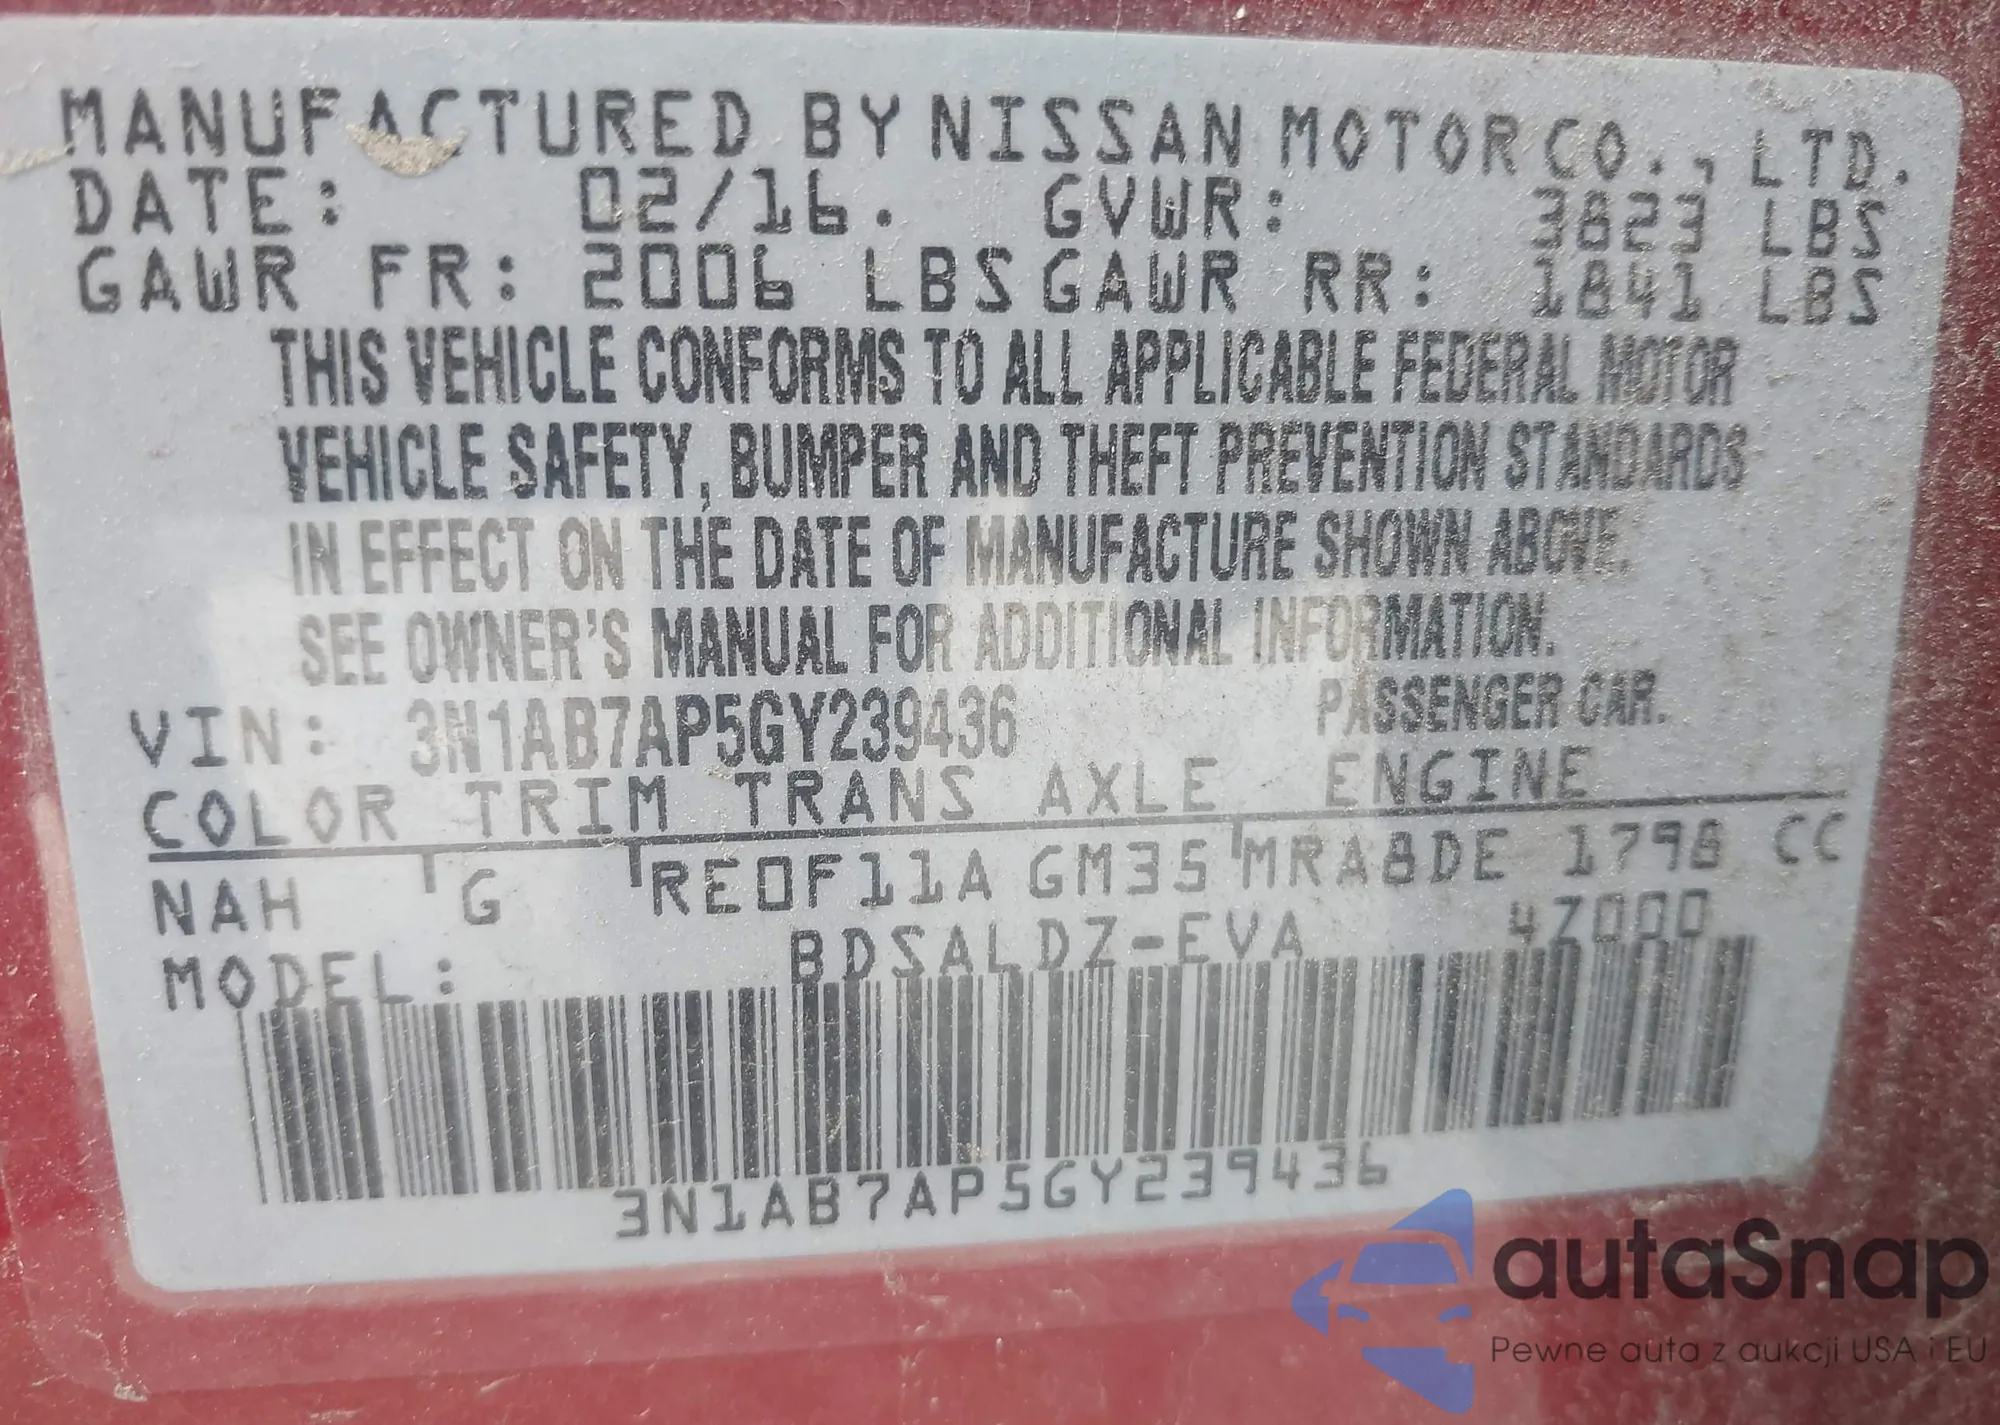 MANUFACTURED BY NISSAN MOTOR CO., LTD.
DATE: 02/16. GVWR: 3823 LBS
GAWR FR: 2006 LBS GAWR RR: 1841 LBS
THIS VEHICLE CONFORMS TO ALL APPLICABLE FEDERAL MOTOR
VEHICLE SAFETY, BUMPER AND THEFT PREVENTION STANDARDS
IN EFFECT ON THE DATE OF MANUFACTURE SHOWN ABOVE.
SEE OWNER'S MANUAL FOR ADDITIONAL INFORMATION.
VIN: 3N1AB7AP5GY239436 PASSENGER CAR.
COLOR TRIM TRANS AXLE ENGINE
NAH G RE0F11A GM35 MRA8DE 1798 CC
MODEL: BDSALDZ-EVA 4Z000
3N1AB7AP5GY239436
autaSnap
Pewne auta z aukcji USA i EU